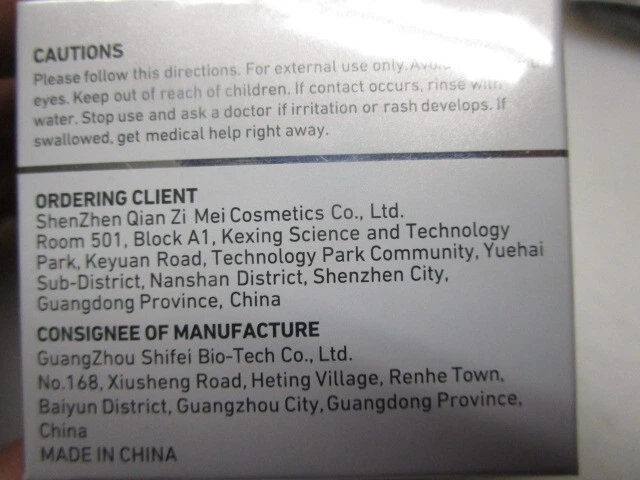 CAUTIONS
Please follow this directions. For external use only.
eyes. Keep out of reach of children. If contact occurs, rinse with
water. Stop use and ask a doctor if irritation or rash develops. If
swallowed, get medical help right away.
ORDERING CLIENT
ShenZhen Qian Zi Mei Cosmetics Co., Ltd.
Room 501, Block A1, Kexing Science and Technology
Park, Keyuan Road, Technology Park Community, Yuehai
Sub-District, Nanshan District, Shenzhen City,
Guangdong Province, China
CONSIGNEE OF MANUFACTURE
GuangZhou Shifei Bio-Tech Co., Ltd.
No.168, Xiusheng Road, Heting Village, Renhe Town,
Baiyun District, Guangzhou City, Guangdong Province,
China
MADE IN CHINA